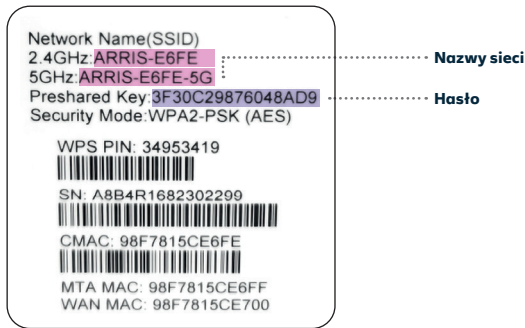 Network Name(SSID)
2.4GHz:ARRIS-E6FE
5GHz:ARRIS-E6FE-5G
Nazwy sieci
Preshared Key:3F30C29876048AD9
Hasło
Security Mode:WPA2-PSK (AES)
WPS PIN: 34953419
SN: A8B4R1682302299
CMAC: 98F7815CE6FE
MTA MAC: 98F7815CE6FF
WAN MAC: 98F7815CE700